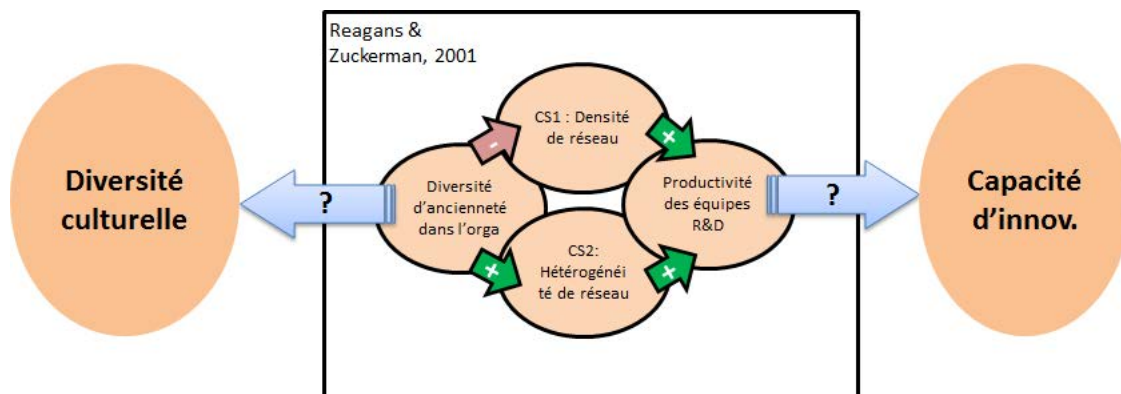 Reagans &
Zuckerman, 2001
CS1 : Densité
de réseau
-
+
Diversité
culturelle
?
Diversité
d’ancienneté
dans l’orga
Productivité
des équipes
R&D
?
Capacité
d’innov.
+
CS2:
Hétérogénéi
té de réseau
+